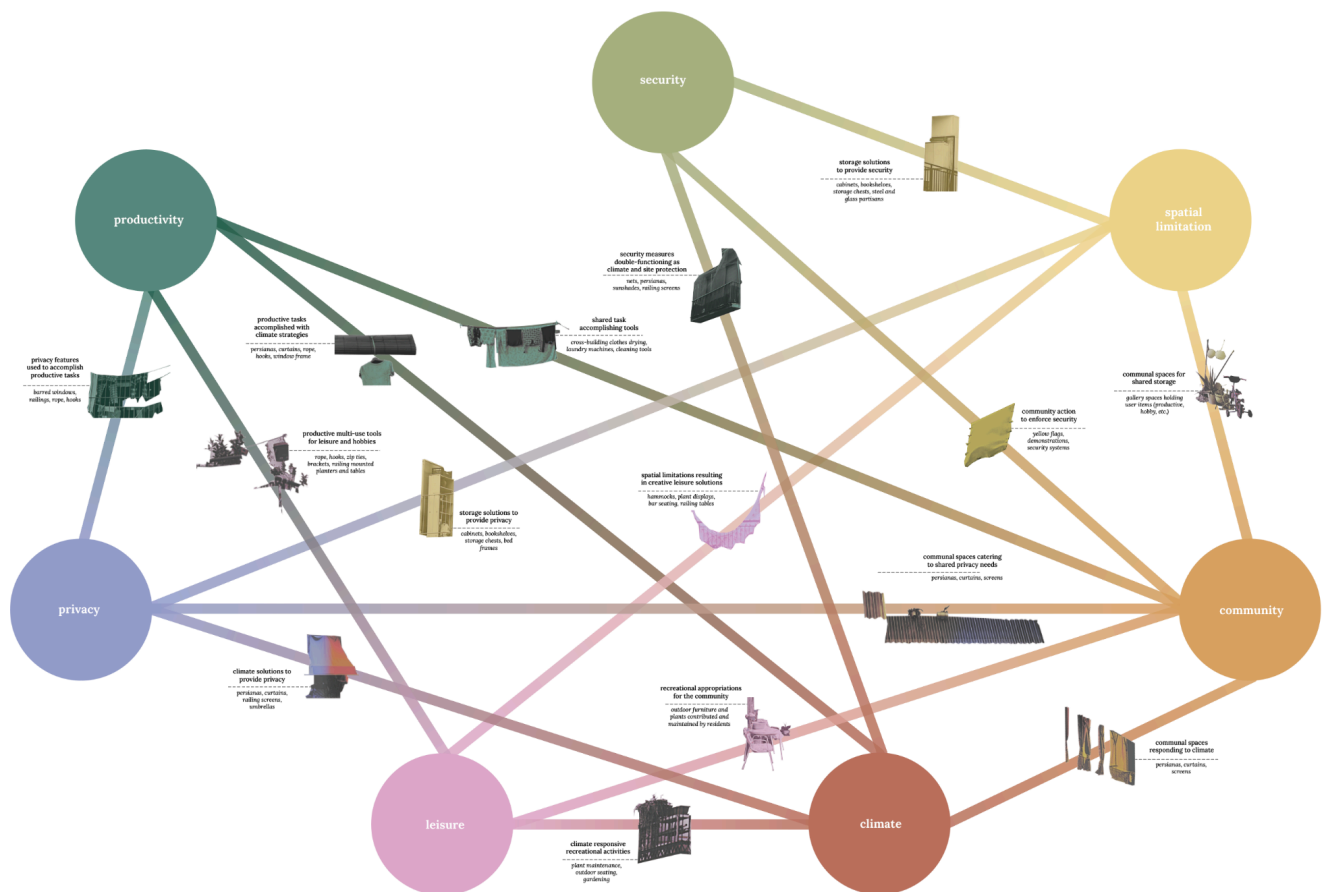 security
storage solutions
to provide security
cabinets, bookshelves,
storage chests, steel and
glass partisans
productivity
spatial
limitation
security measures
double-functioning as
climate and site protection
nets, persianas,
sunshades, railing screens
productive tasks
accomplished with
climate strategies
persianas, curtains, rope,
hooks, window frame
shared task
accomplishing tools
cross-building clothes drying,
laundry machines, cleaning tools
privacy features
used to accomplish
productive tasks
barred windows,
railings, rope, hooks
communal spaces for
shared storage
gallery spaces holding
user items (productive,
hobby, etc.)
community action
to enforce security
yellow flags,
demonstrations,
security systems
productive multi-use tools
for leisure and hobbies
rope, hooks, zip ties,
brackets, railing mounted
planters and tables
spatial limitations resulting
in creative leisure solutions
hammocks, plant displays,
bar seating, railing tables
storage solutions to
provide privacy
cabinets, bookshelves,
storage chests, bed
frames
communal spaces catering
to shared privacy needs
persianas, curtains, screens
privacy
community
climate solutions to
provide privacy
persianas, curtains,
railing screens,
umbrellas
recreational appropriations
for the community
outdoor furniture and
plants contributed and
maintained by residents
communal spaces
responding to climate
persianas, curtains,
screens
leisure
climate
climate responsive
recreational activities
plant maintenance,
outdoor seating,
gardening